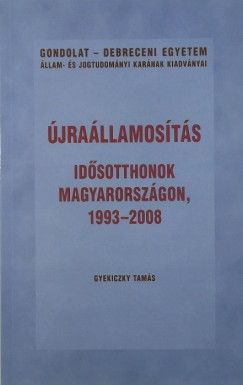 GONDOLAT – DEBRECENI EGYETEM
ÁLLAM- ÉS JOGTUDOMÁNYI KARÁNAK KIADVÁNYAI
ÚJRAÁLLAMOSÍTÁS
IDŐSOTTHONOK
MAGYARORSZÁGON,
1993–2008
GYEKICZKY TAMÁS